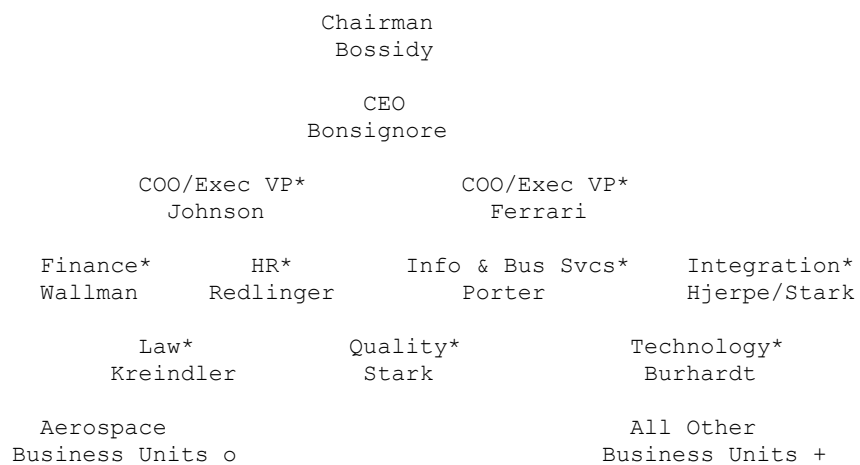 Chairman
Bossidy
CEO
Bonsignore
COO/Exec VP* COO/Exec VP*
Johnson Ferrari
Finance* HR* Info & Bus Svcs* Integration*
Wallman Redlinger Porter Hjerpe/Stark
Law* Quality* Technology*
Kreindler Stark Burhardt
Aerospace All Other
Business Units o Business Units +